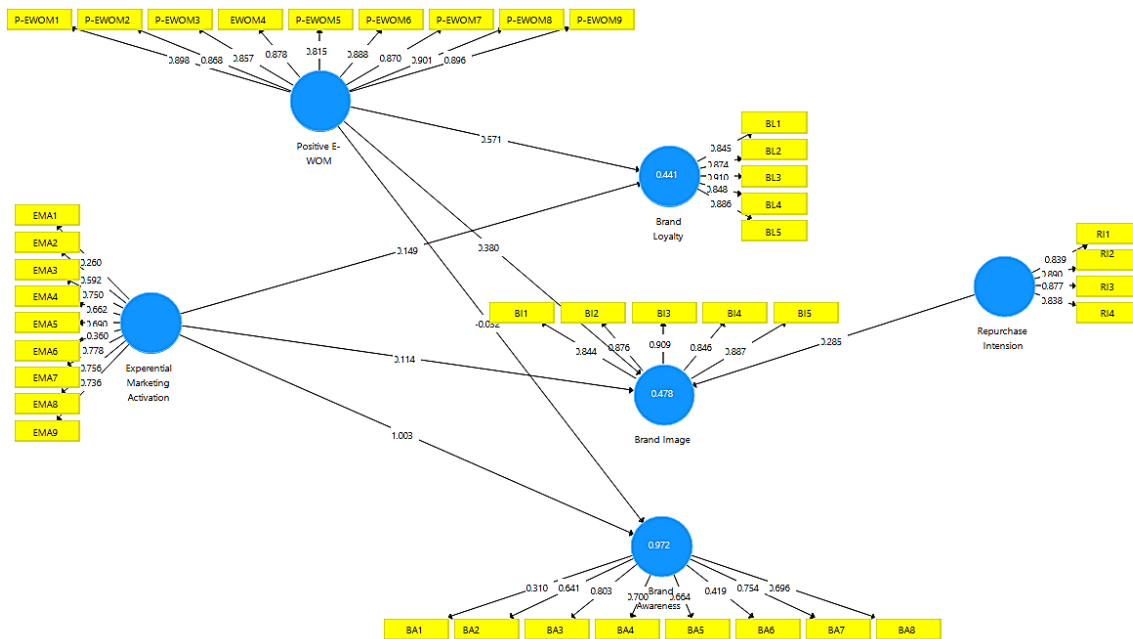 P-EWOM1 P-EWOM2 P-EWOM3 EWOM4 P-EWOM5 P-EWOM6 P-EWOM7 P-EWOM8 P-EWOM9
0.898 0.868 0.857 0.878 0.815 0.888 0.870 0.901 0.896
Positive E-
WOM
0.571
BL1
BL2
BL3
BL4
BL5
0.845
0.874
0.910
0.848
0.886
0.441
Brand
Loyalty
EMA1
EMA2
EMA3
EMA4
EMA5
EMA6
EMA7
EMA8
EMA9
0.260
0.592
0.750
0.662
0.690
0.360
0.778
0.756
0.736
Experential
Marketing
Activation
0.149
0.380
-0.032
0.114
1.003
BI1 BI2 BI3 BI4 BI5
0.844 0.876 0.909 0.846 0.887
0.478
Brand Image
0.285
RI1
RI2
RI3
RI4
0.839
0.890
0.877
0.838
Repurchase
Intension
0.972
Brand
Awareness
0.310 0.641 0.803 0.700 0.664 0.419 0.754 0.696
BA1 BA2 BA3 BA4 BA5 BA6 BA7 BA8